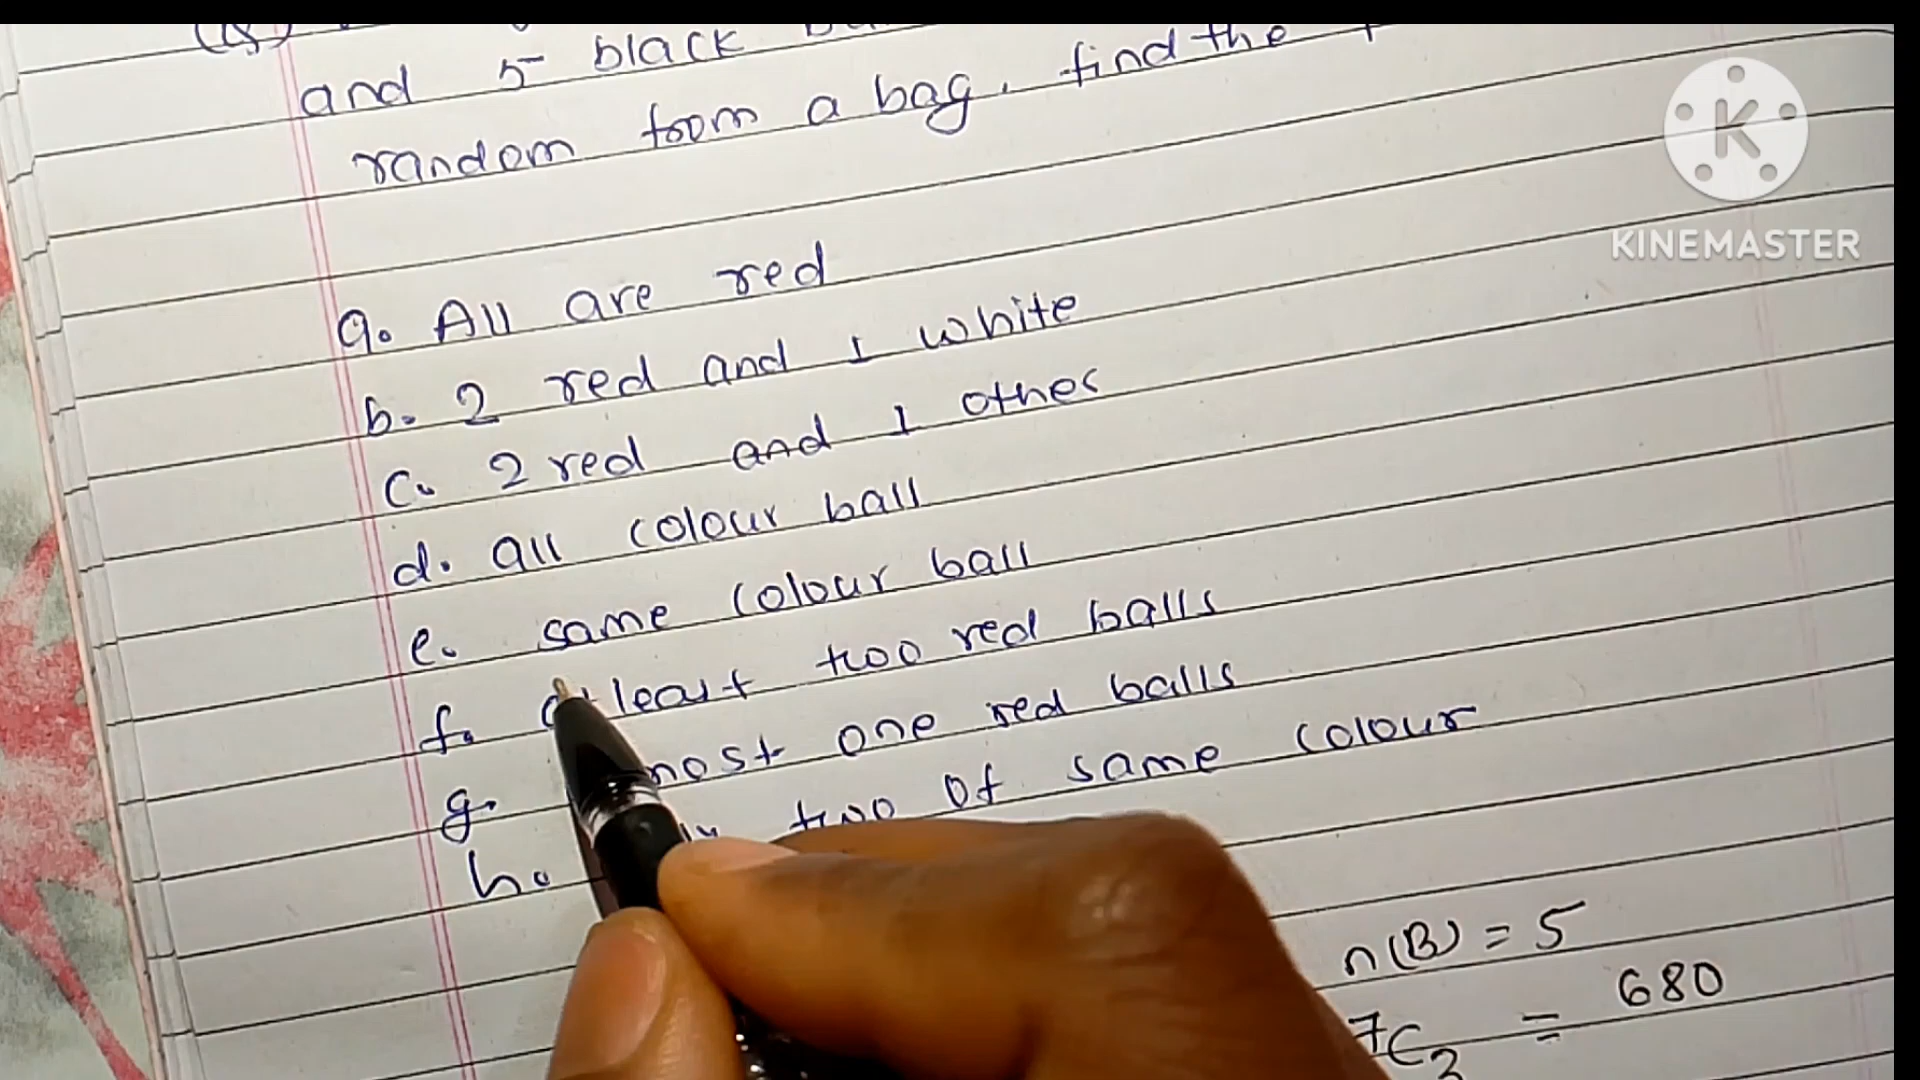 (Q)
and 5 black
random from a bag. find the
a. All are red
b. 2 red and 1 white
c. 2 red and 1 other
d. all colour ball
e. same colour ball
f. at least two red balls
g. most one red balls
h. two of same colour
n(B) = 5
7C3 = 680
KINEMASTER